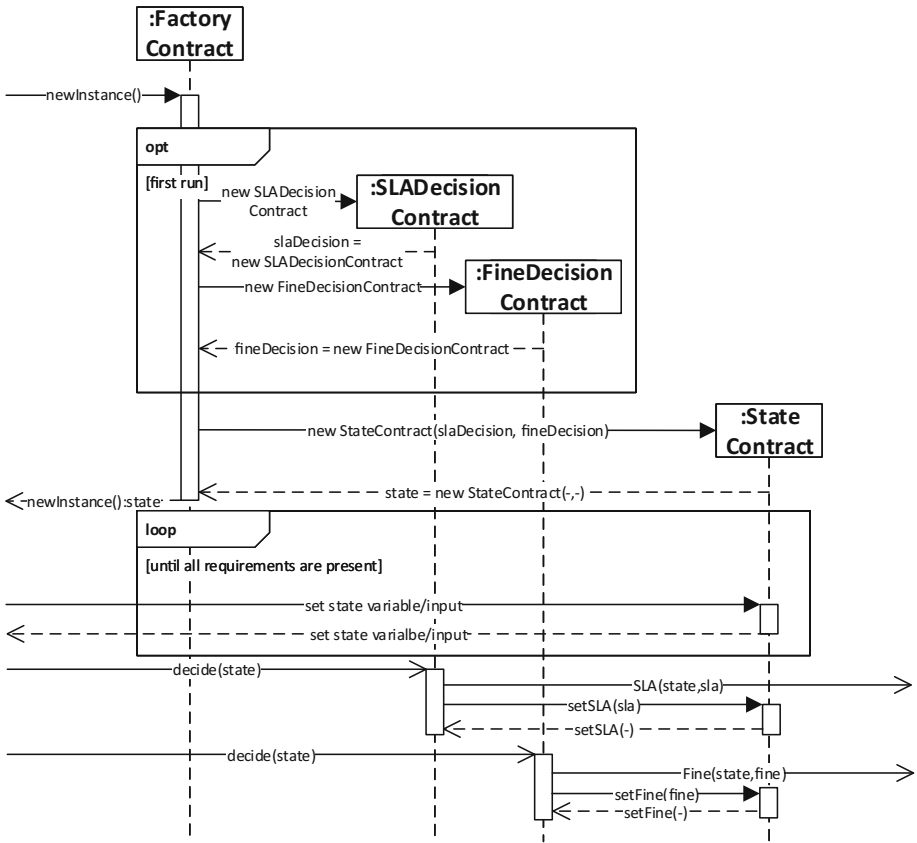 :Factory
Contract
newInstance()
opt
[first run]
new SLADecision
Contract
:SLADecision
Contract
slaDecision =
new SLADecisionContract
new FineDecisionContract
:FineDecision
Contract
fineDecision = new FineDecisionContract
new StateContract(slaDecision, fineDecision)
:State
Contract
state = new StateContract(-,-)
newInstance():state
loop
[until all requirements are present]
set state variable/input
set state varialbe/input
decide(state)
SLA(state,sla)
setSLA(sla)
setSLA(-)
decide(state)
Fine(state,fine)
setFine(fine)
setFine(-)